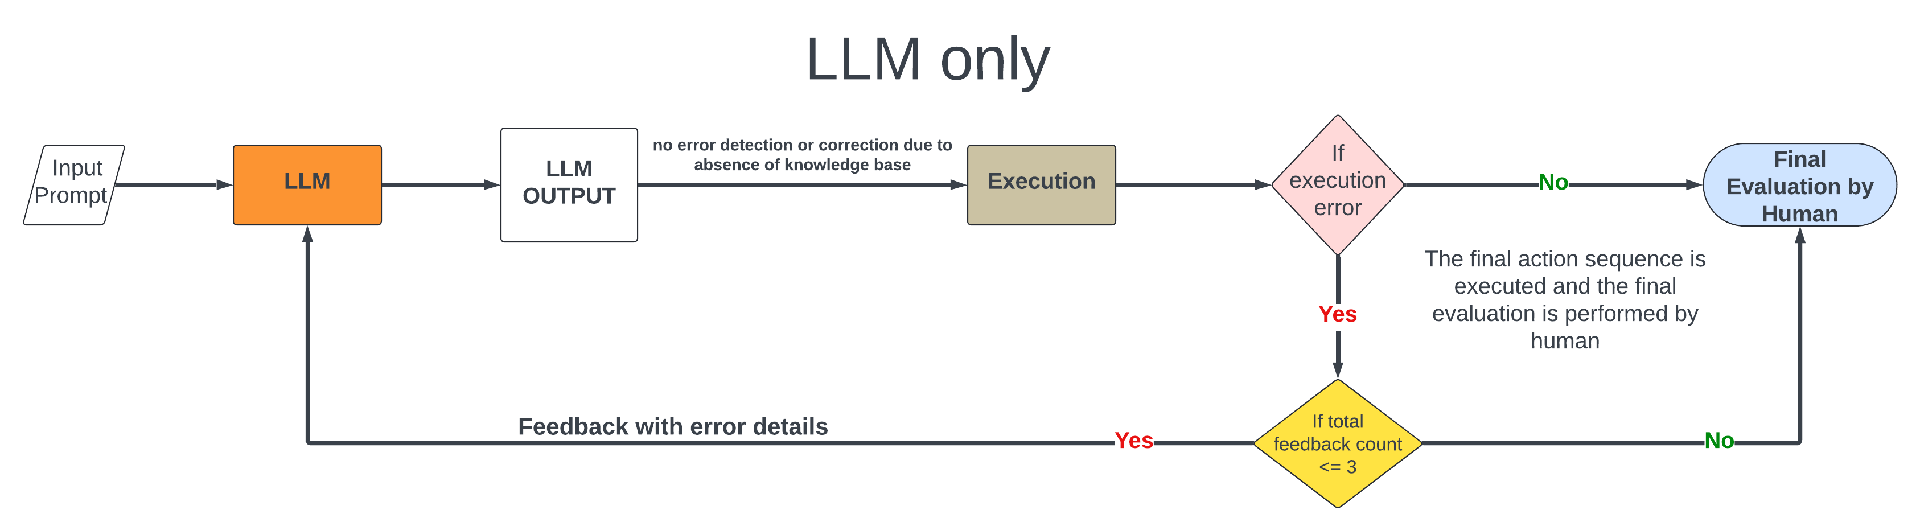 LLM only
Input
Prompt
LLM
LLM
OUTPUT
no error detection or correction due to
absence of knowledge base
Execution
If
execution
error
No
Final
Evaluation by
Human
The final action sequence is
executed and the final
evaluation is performed by
human
Yes
If total
feedback count
<= 3
Yes
Feedback with error details
No